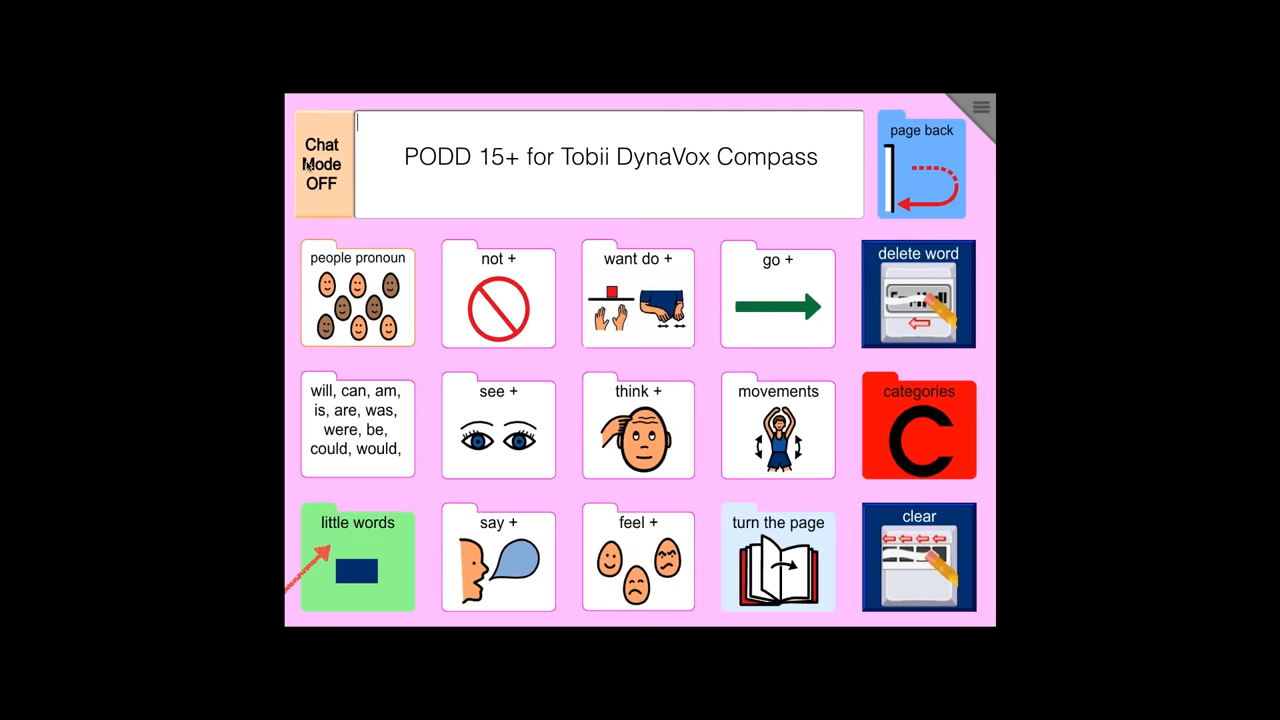 Chat
Mode
OFF
PODD 15+ for Tobii DynaVox Compass
page back
people pronoun
not +
want do +
go +
delete word
will, can, am,
is, are, was,
were, be,
could, would,
see +
think +
movements
categories
C
little words
say +
feel +
turn the page
clear